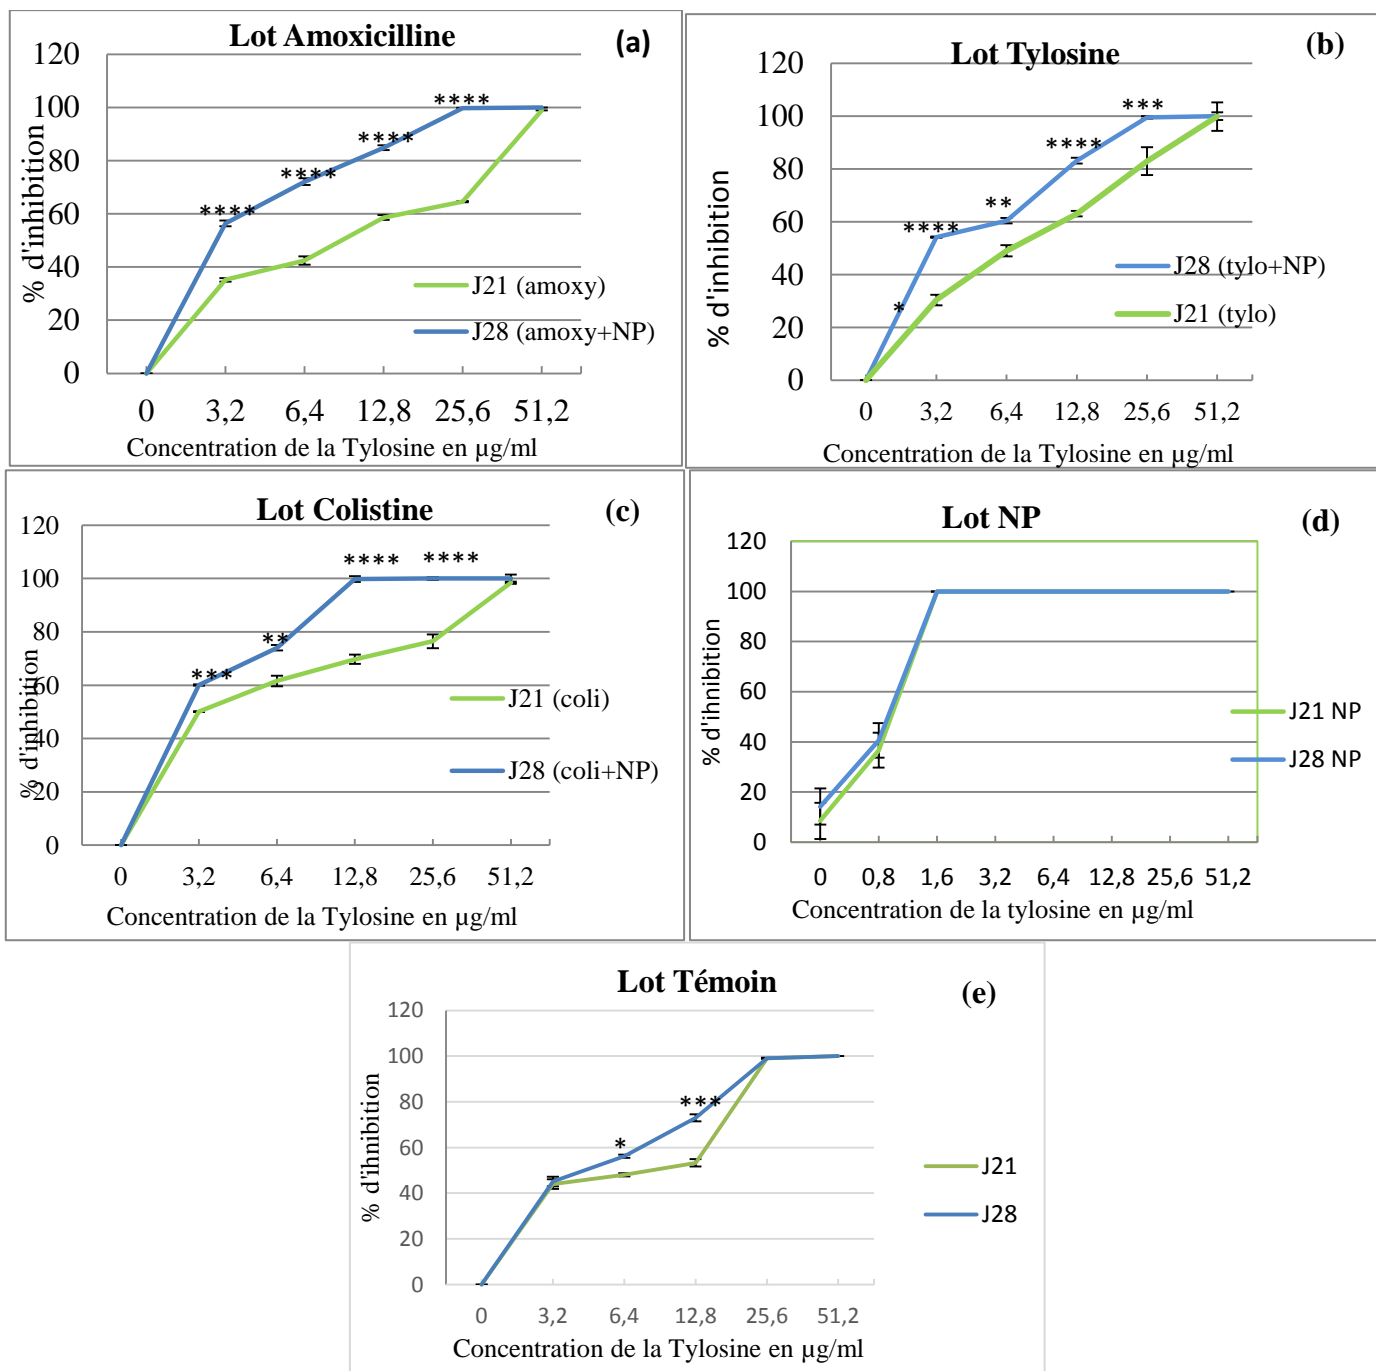 Lot Amoxicilline
(a)
% d'inhibition
120
100
80
60
40
20
0
****
****
****
****
J21 (amoxy)
J28 (amoxy+NP)
0 3,2 6,4 12,8 25,6 51,2
Concentration de la Tylosine en µg/ml
Lot Tylosine
(b)
% d'inhibition
120
100
80
60
40
20
0
*
****
**
****
***
J28 (tylo+NP)
J21 (tylo)
0 3,2 6,4 12,8 25,6 51,2
Concentration de la Tylosine en µg/ml
Lot Colistine
(c)
% d'inhibition
120
100
80
60
40
20
0
***
**
****
****
J21 (coli)
J28 (coli+NP)
0 3,2 6,4 12,8 25,6 51,2
Concentration de la Tylosine en µg/ml
Lot NP
(d)
% d'ihnibition
120
100
80
60
40
20
0
J21 NP
J28 NP
0 0,8 1,6 3,2 6,4 12,8 25,6 51,2
Concentration de la tylosine en µg/ml
Lot Témoin
(e)
% d'ihnibition
120
100
80
60
40
20
0
*
***
J21
J28
0 3,2 6,4 12,8 25,6 51,2
Concentration de la Tylosine en µg/ml